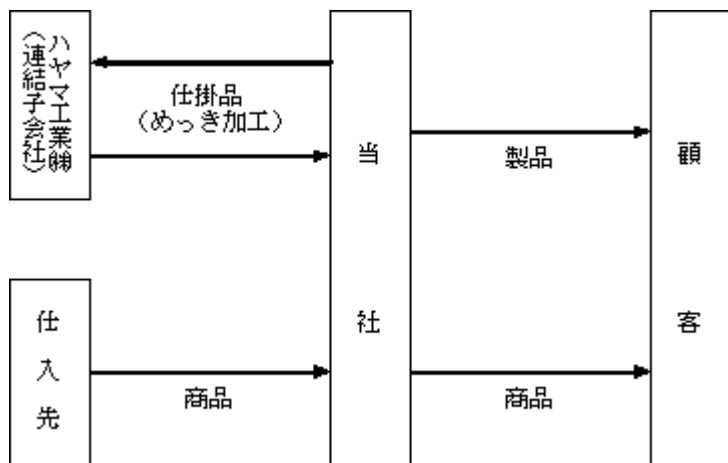 ハヤマ工業㈱
(連結子会社)
仕掛品
(めっき加工)
当社
製品
顧客
仕入先
商品
商品